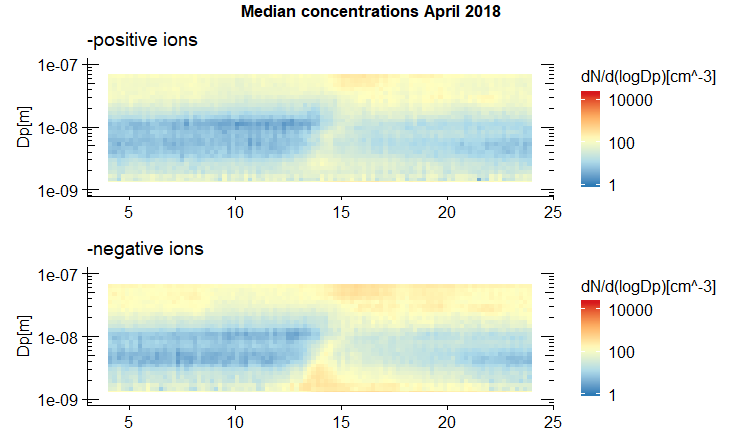 Median concentrations April 2018
-positive ions
dN/d(logDp)[cm^-3]
1e-07
10000
Dp[m]
1e-08
100
1e-09
1
5 10 15 20 25
-negative ions
dN/d(logDp)[cm^-3]
1e-07
10000
Dp[m]
1e-08
100
1e-09
1
5 10 15 20 25